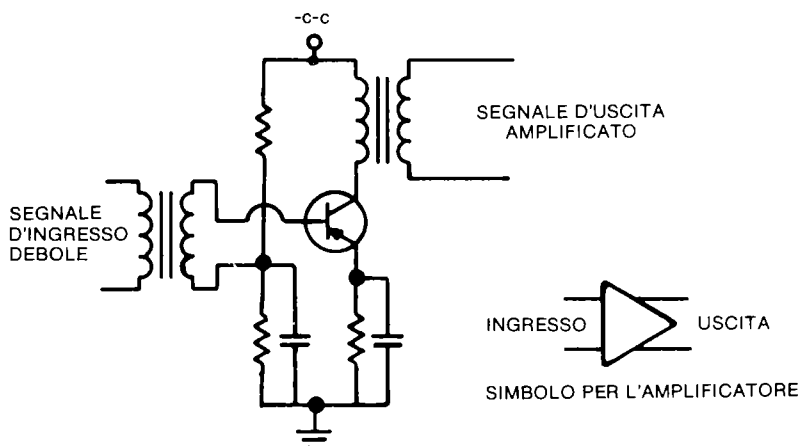 -c-c
SEGNALE D'USCITA
AMPLIFICATO
SEGNALE
D'INGRESSO
DEBOLE
INGRESSO
USCITA
SIMBOLO PER L'AMPLIFICATORE